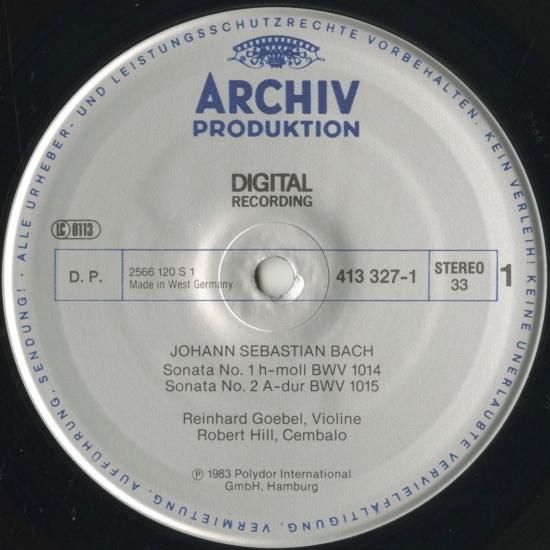 ALLE URHEBER- UND LEISTUNGSSCHUTZRECHTE VORBEHALTEN. KEIN VERLEIH! KEINE UNERLAUBTE VERVIELFÄLTIGUNG, VERMIETUNG, AUFFÜHRUNG, SENDUNG! ·
ARCHIV
PRODUKTION
DIGITAL
RECORDING
LC 0113
D. P.
2566 120 S 1
Made in West Germany
413 327-1
STEREO
33
1
JOHANN SEBASTIAN BACH
Sonata No. 1 h-moll BWV 1014
Sonata No. 2 A-dur BWV 1015
Reinhard Goebel, Violine
Robert Hill, Cembalo
℗ 1983 Polydor International
GmbH, Hamburg